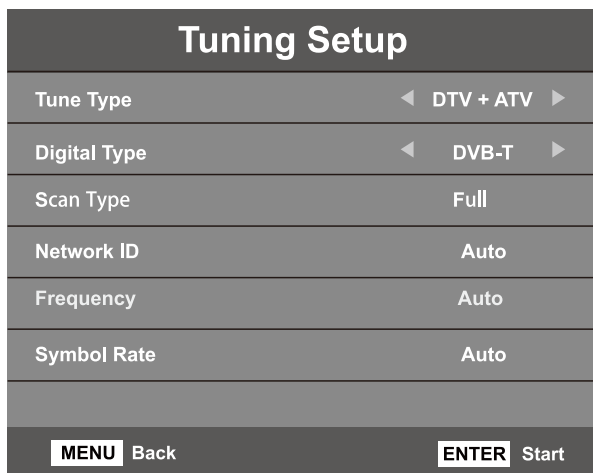 Tuning Setup
Tune Type DTV + ATV
Digital Type DVB-T
Scan Type Full
Network ID Auto
Frequency Auto
Symbol Rate Auto
MENU Back ENTER Start